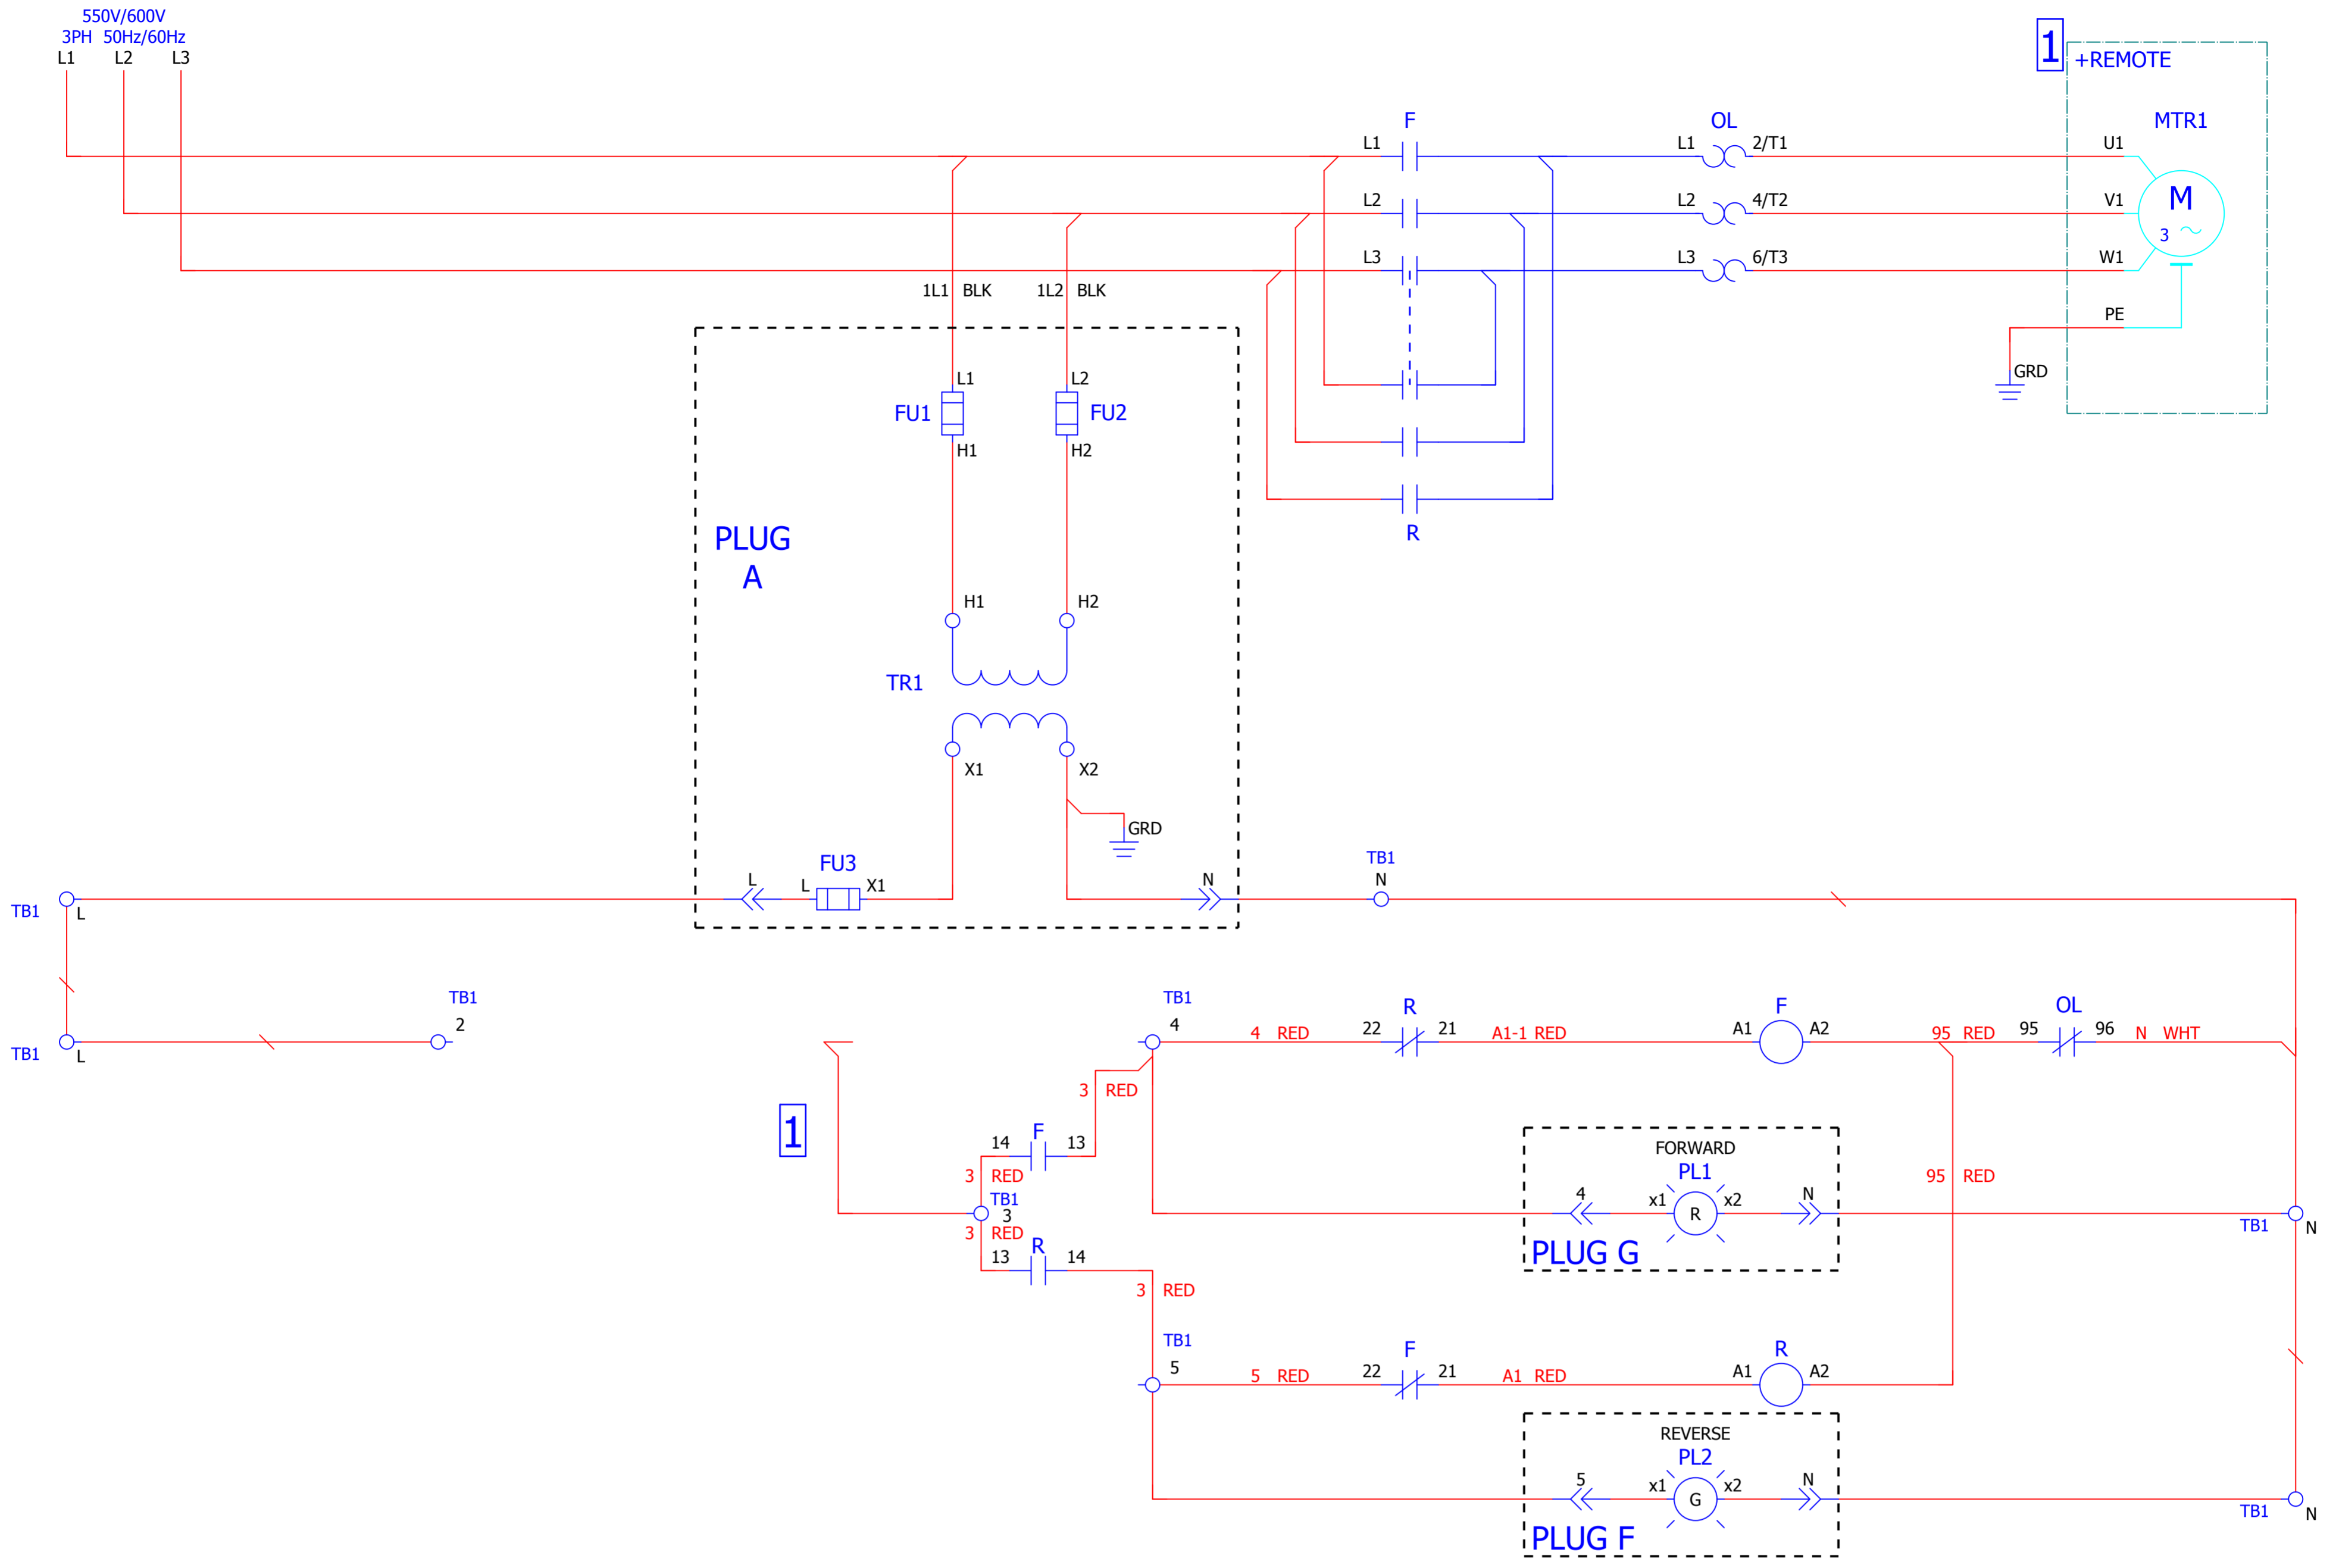 550V/600V
3PH 50Hz/60Hz
L1 L2 L3
1
+REMOTE
F
OL
MTR1
L1
L1
2/T1
U1
L2
L2
4/T2
V1
M
3
L3
L3
6/T3
W1
1L1 BLK
1L2 BLK
PE
GRD
L1
L2
FU1
FU2
H1
H2
R
PLUG
A
H1
H2
TR1
X1
X2
GRD
FU3
L
L
X1
N
TB1
N
TB1
L
TB1
2
TB1
L
TB1
4
4 RED
22
R
21
A1-1 RED
A1
F
A2
95 RED
95
OL
96
N WHT
3 RED
1
14
F
13
3 RED
TB1
3
3 RED
13
R
14
3 RED
FORWARD
PL1
4
x1
R
x2
N
PLUG G
95 RED
TB1
N
TB1
5
5 RED
22
F
21
A1 RED
A1
R
A2
REVERSE
PL2
5
x1
G
x2
N
PLUG F
TB1
N